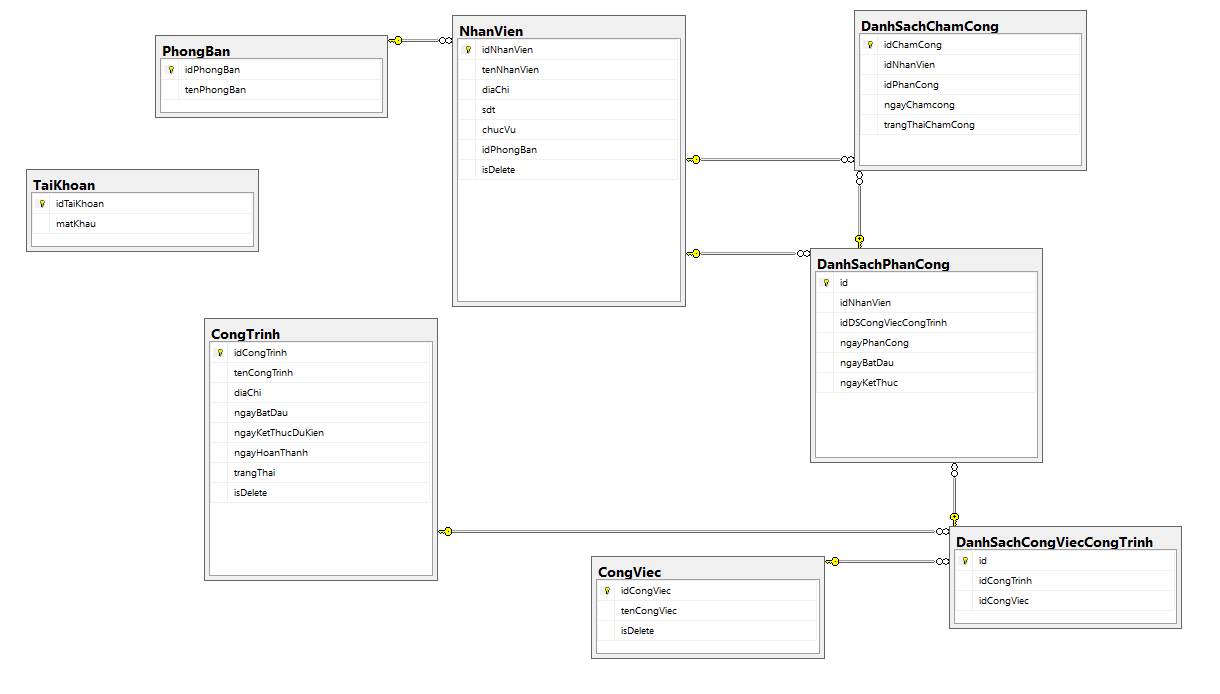 PhongBan
idPhongBan
tenPhongBan
NhanVien
idNhanVien
tenNhanVien
diaChi
sdt
chucVu
idPhongBan
isDelete
DanhSachChamCong
idChamCong
idNhanVien
idPhanCong
ngayChamcong
trangThaiChamCong
TaiKhoan
idTaiKhoan
matKhau
DanhSachPhanCong
id
idNhanVien
idDSCongViecCongTrinh
ngayPhanCong
ngayBatDau
ngayKetThuc
CongTrinh
idCongTrinh
tenCongTrinh
diaChi
ngayBatDau
ngayKetThucDuKien
ngayHoanThanh
trangThai
isDelete
CongViec
idCongViec
tenCongViec
isDelete
DanhSachCongViecCongTrinh
id
idCongTrinh
idCongViec